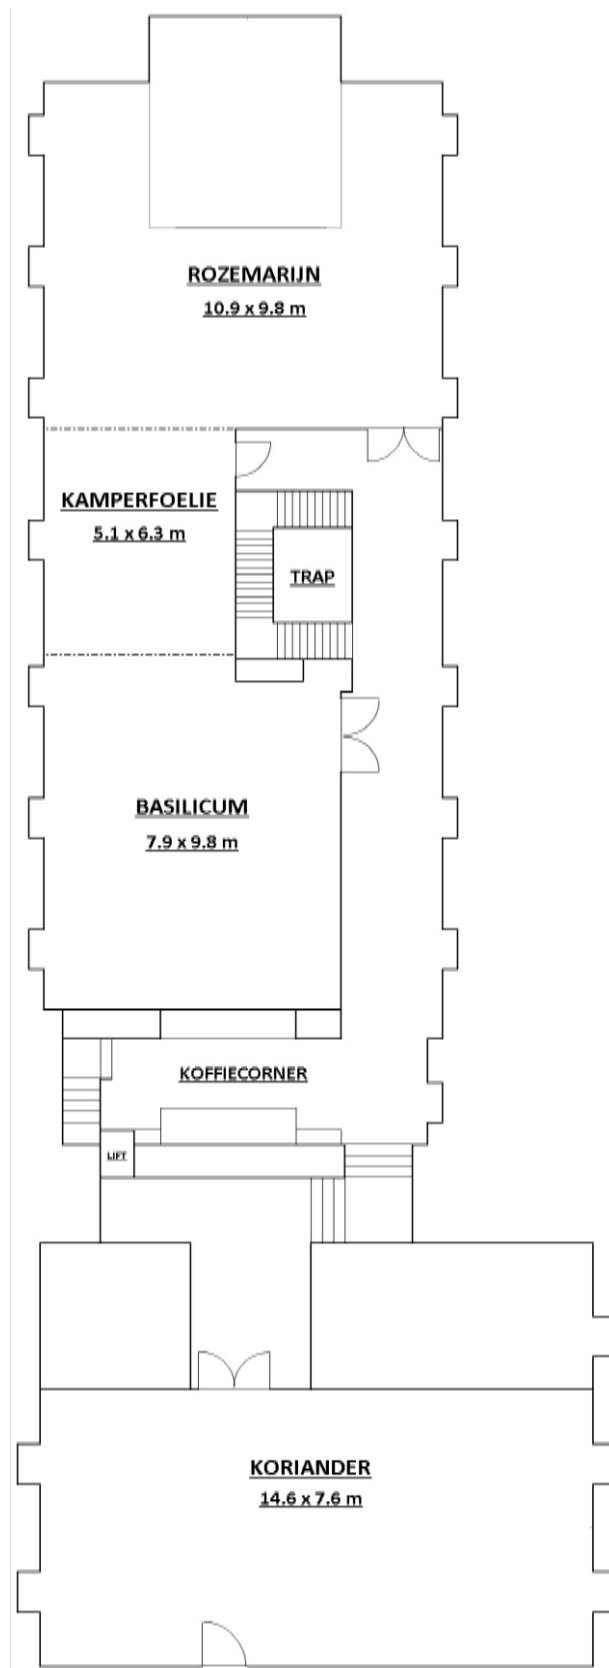 ROZEMARIJN
10.9 x 9.8 m
KAMPERFOELIE
5.1 x 6.3 m
TRAP
BASILICUM
7.9 x 9.8 m
KOFFIECORNER
LIFT
KORIANDER
14.6 x 7.6 m